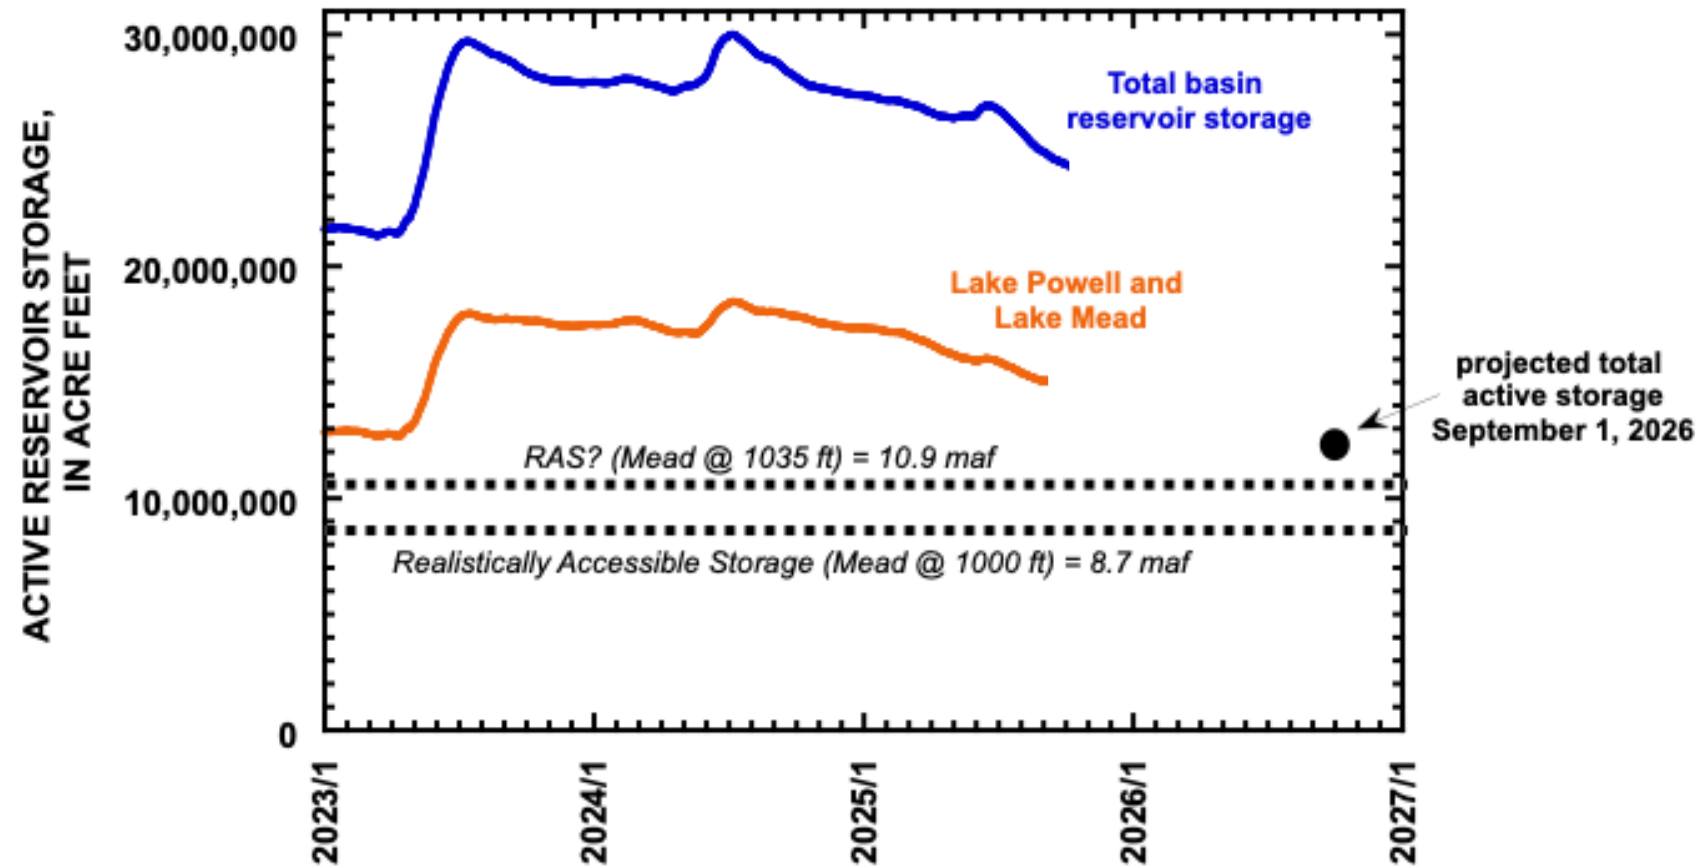 ACTIVE RESERVOIR STORAGE,
IN ACRE FEET
30,000,000
20,000,000
10,000,000
0
Total basin
reservoir storage
Lake Powell and
Lake Mead
projected total
active storage
September 1, 2026
RAS? (Mead @ 1035 ft) = 10.9 maf
Realistically Accessible Storage (Mead @ 1000 ft) = 8.7 maf
2023/1
2024/1
2025/1
2026/1
2027/1